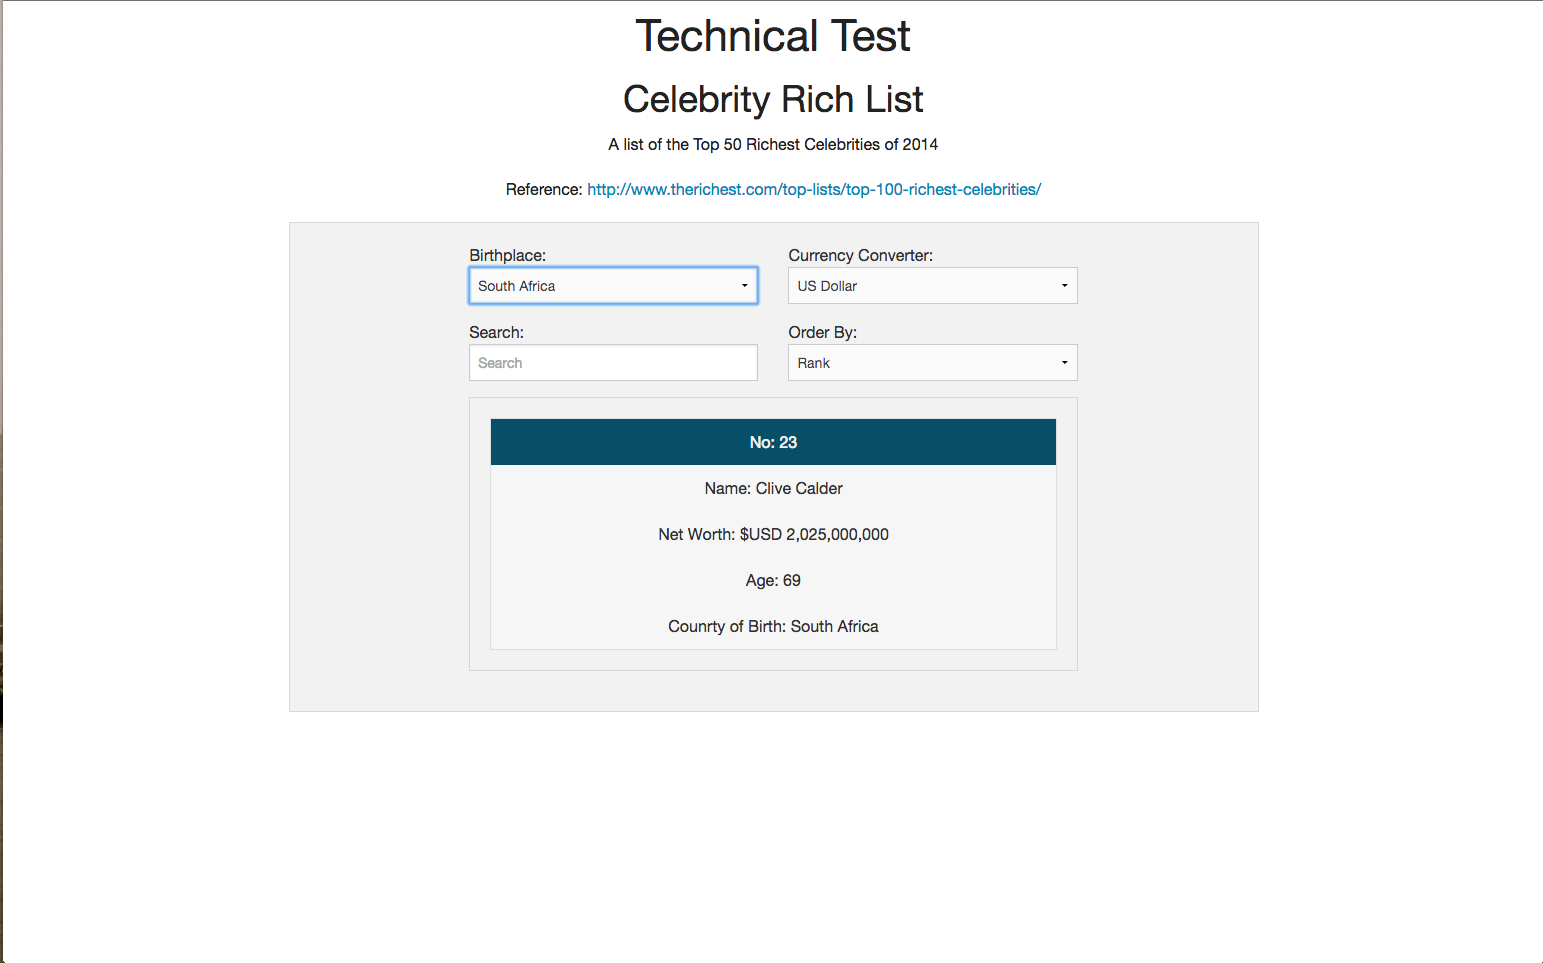 Technical Test
Celebrity Rich List
A list of the Top 50 Richest Celebrities of 2014
Reference: http://www.therichest.com/top-lists/top-100-richest-celebrities/
Birthplace:
South Africa
Currency Converter:
US Dollar
Search:
Search
Order By:
Rank
No: 23
Name: Clive Calder
Net Worth: $USD 2,025,000,000
Age: 69
Counrty of Birth: South Africa